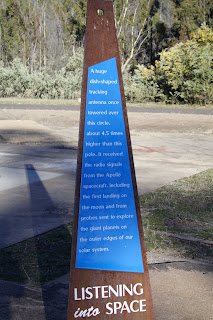 A huge
dish-shaped
tracking
antenna once
towered over
this circle,
about 4.5 times
higher than this
pole. It received
the radio signals
from the Apollo
spacecraft, including
the first landing on
the moon and from
probes sent to explore
the giant planets on
the outer edges of our
solar system.
LISTENING
into SPACE